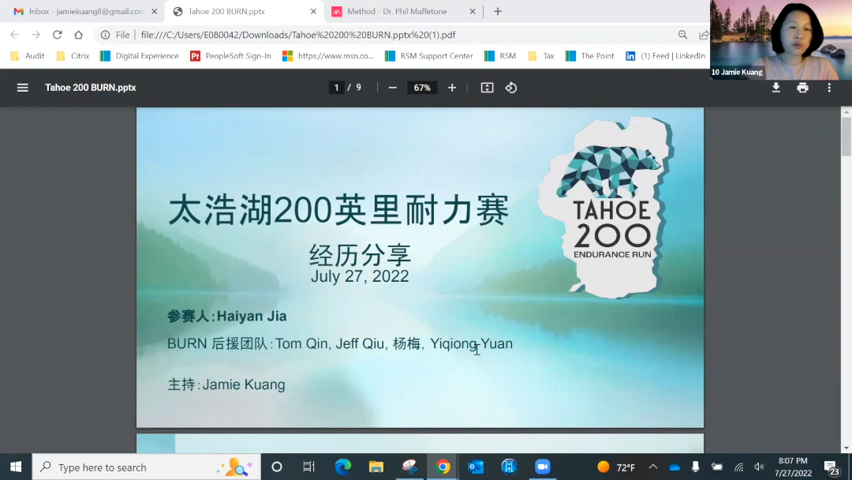 Inbox - jamiekuang8@gmail.com
Tahoe 200 BURN.pptx
Method - Dr. Phil Maffetone
File
file:///C:/Users/E080042/Downloads/Tahoe%20200%20BURN.pptx%20(1).pdf
Audit
Citrix
Digital Experience
PeopleSoft Sign-In
https://www.msn.co...
RSM Support Center
RSM
Tax
The Point
(1) Feed | LinkedIn
10 Jamie Kuang
Tahoe 200 BURN.pptx
1 / 9
67%
太浩湖200英里耐力赛
经历分享
July 27, 2022
TAHOE
200
ENDURANCE RUN
参赛人：Haiyan Jia
BURN 后援团队：Tom Qin, Jeff Qiu, 杨梅, Yiqiong Yuan
主持：Jamie Kuang
Type here to search
72°F
8:07 PM
7/27/2022
23